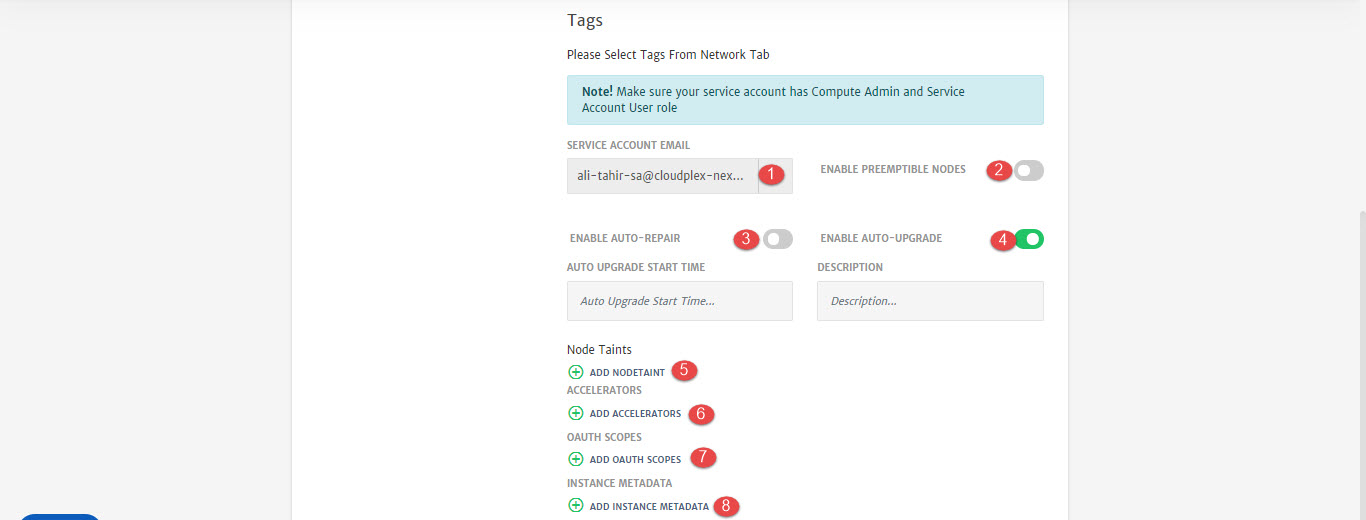 Tags
Please Select Tags From Network Tab
Note! Make sure your service account has Compute Admin and Service
Account User role
SERVICE ACCOUNT EMAIL
ali-tahir-sa@cloudplex-nex... 1
ENABLE PREEMPTIBLE NODES 2
ENABLE AUTO-REPAIR 3
ENABLE AUTO-UPGRADE 4
AUTO UPGRADE START TIME
Auto Upgrade Start Time...
DESCRIPTION
Description...
Node Taints
ADD NODETAINT 5
ACCELERATORS
ADD ACCELERATORS 6
OAUTH SCOPES
ADD OAUTH SCOPES 7
INSTANCE METADATA
ADD INSTANCE METADATA 8